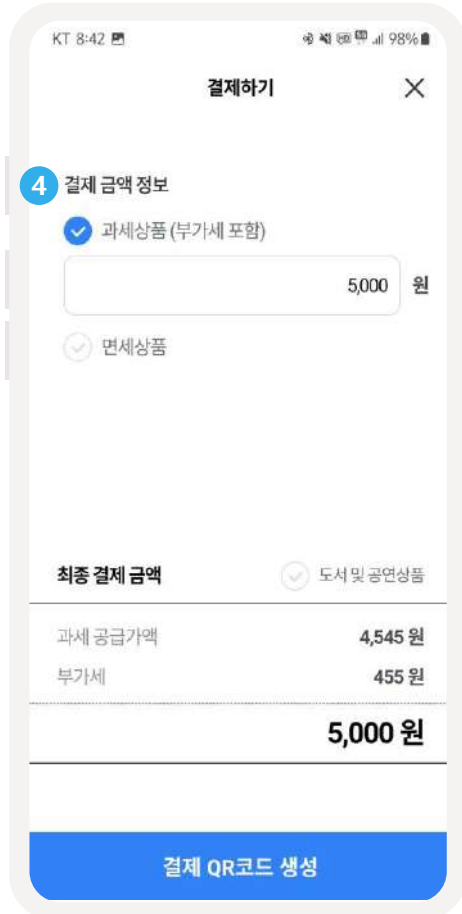 KT 8:42
98%
결제하기
4 결제 금액 정보
과세상품 (부가세 포함)
5,000 원
면세상품
최종 결제 금액 도서 및 공연상품
과세 공급가액 4,545 원
부가세 455 원
5,000 원
결제 QR코드 생성